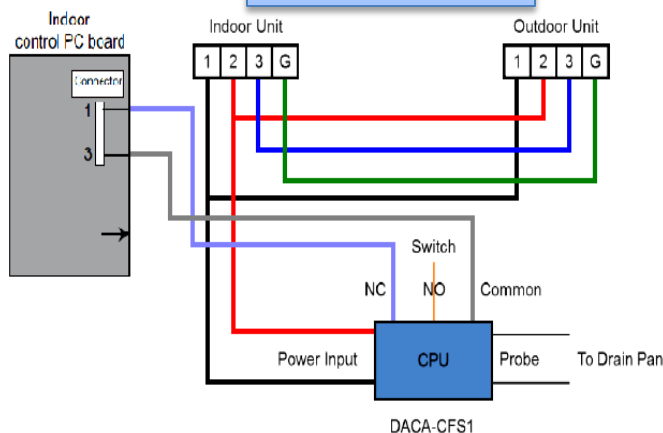 Indoor
control PC board
Connector
1
3
Indoor Unit
1 2 3 G
Outdoor Unit
1 2 3 G
Switch
NC NO Common
Power Input CPU Probe To Drain Pan
DACA-CFS1